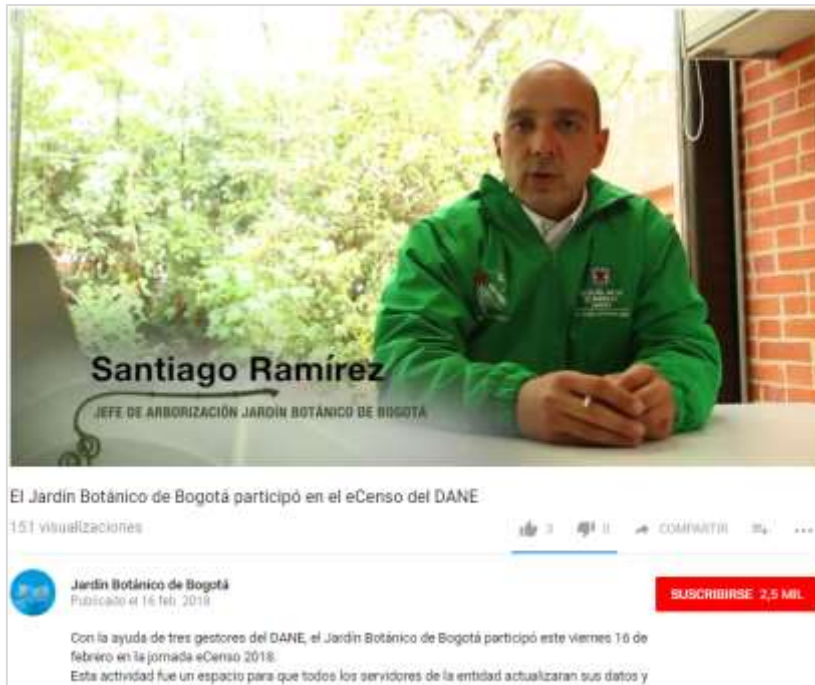 Santiago Ramírez
JEFE DE ARBORIZACIÓN JARDÍN BOTÁNICO DE BOGOTÁ
El Jardín Botánico de Bogotá participó en el eCenso del DANE
151 visualizaciones
3 0 COMPARTIR
Jardín Botánico de Bogotá
Publicado el 16 feb. 2018
SUSCRIBIRSE 2,5 MIL
Con la ayuda de tres gestores del DANE, el Jardín Botánico de Bogotá participó este viernes 16 de
febrero en la jornada eCenso 2018.
Esta actividad fue un espacio para que todos los servidores de la entidad actualizaran sus datos y